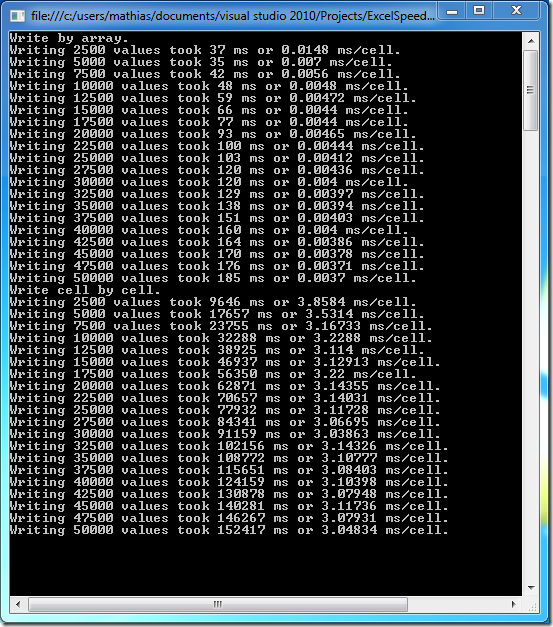 file:///c:/users/mathias/documents/visual studio 2010/Projects/ExcelSpeed...
Write by array.
Writing 2500 values took 37 ms or 0.0148 ms/cell.
Writing 5000 values took 35 ms or 0.007 ms/cell.
Writing 7500 values took 42 ms or 0.0056 ms/cell.
Writing 10000 values took 48 ms or 0.0048 ms/cell.
Writing 12500 values took 59 ms or 0.00472 ms/cell.
Writing 15000 values took 66 ms or 0.0044 ms/cell.
Writing 17500 values took 77 ms or 0.0044 ms/cell.
Writing 20000 values took 93 ms or 0.00465 ms/cell.
Writing 22500 values took 100 ms or 0.00444 ms/cell.
Writing 25000 values took 103 ms or 0.00412 ms/cell.
Writing 27500 values took 120 ms or 0.00436 ms/cell.
Writing 30000 values took 120 ms or 0.004 ms/cell.
Writing 32500 values took 129 ms or 0.00397 ms/cell.
Writing 35000 values took 138 ms or 0.00394 ms/cell.
Writing 37500 values took 151 ms or 0.00403 ms/cell.
Writing 40000 values took 160 ms or 0.004 ms/cell.
Writing 42500 values took 164 ms or 0.00386 ms/cell.
Writing 45000 values took 170 ms or 0.00378 ms/cell.
Writing 47500 values took 176 ms or 0.00371 ms/cell.
Writing 50000 values took 185 ms or 0.0037 ms/cell.
Write cell by cell.
Writing 2500 values took 9646 ms or 3.8584 ms/cell.
Writing 5000 values took 17657 ms or 3.5314 ms/cell.
Writing 7500 values took 23755 ms or 3.16733 ms/cell.
Writing 10000 values took 32288 ms or 3.2288 ms/cell.
Writing 12500 values took 38925 ms or 3.114 ms/cell.
Writing 15000 values took 46937 ms or 3.12913 ms/cell.
Writing 17500 values took 56350 ms or 3.22 ms/cell.
Writing 20000 values took 62871 ms or 3.14355 ms/cell.
Writing 22500 values took 70657 ms or 3.14031 ms/cell.
Writing 25000 values took 77932 ms or 3.11728 ms/cell.
Writing 27500 values took 84341 ms or 3.06695 ms/cell.
Writing 30000 values took 91159 ms or 3.03863 ms/cell.
Writing 32500 values took 102156 ms or 3.14326 ms/cell.
Writing 35000 values took 108772 ms or 3.10777 ms/cell.
Writing 37500 values took 115651 ms or 3.08403 ms/cell.
Writing 40000 values took 124159 ms or 3.10398 ms/cell.
Writing 42500 values took 130878 ms or 3.07948 ms/cell.
Writing 45000 values took 140281 ms or 3.11736 ms/cell.
Writing 47500 values took 146267 ms or 3.07931 ms/cell.
Writing 50000 values took 152417 ms or 3.04834 ms/cell.